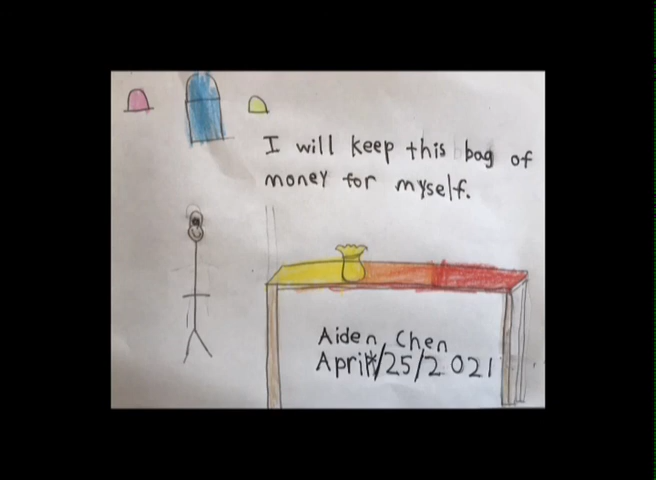 I will keep this bag of
money for myself.
Aiden Chen
April/25/2021